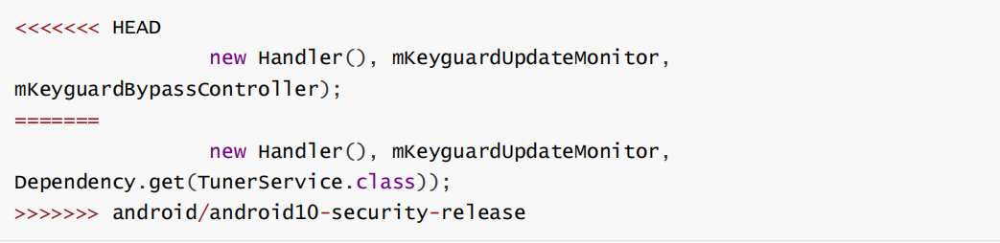 <<<<<<< HEAD
new Handler(), mKeyguardUpdateMonitor,
mKeyguardBypassController);
=======
new Handler(), mKeyguardUpdateMonitor,
Dependency.get(TunerService.class));
>>>>>>> android/android10-security-release